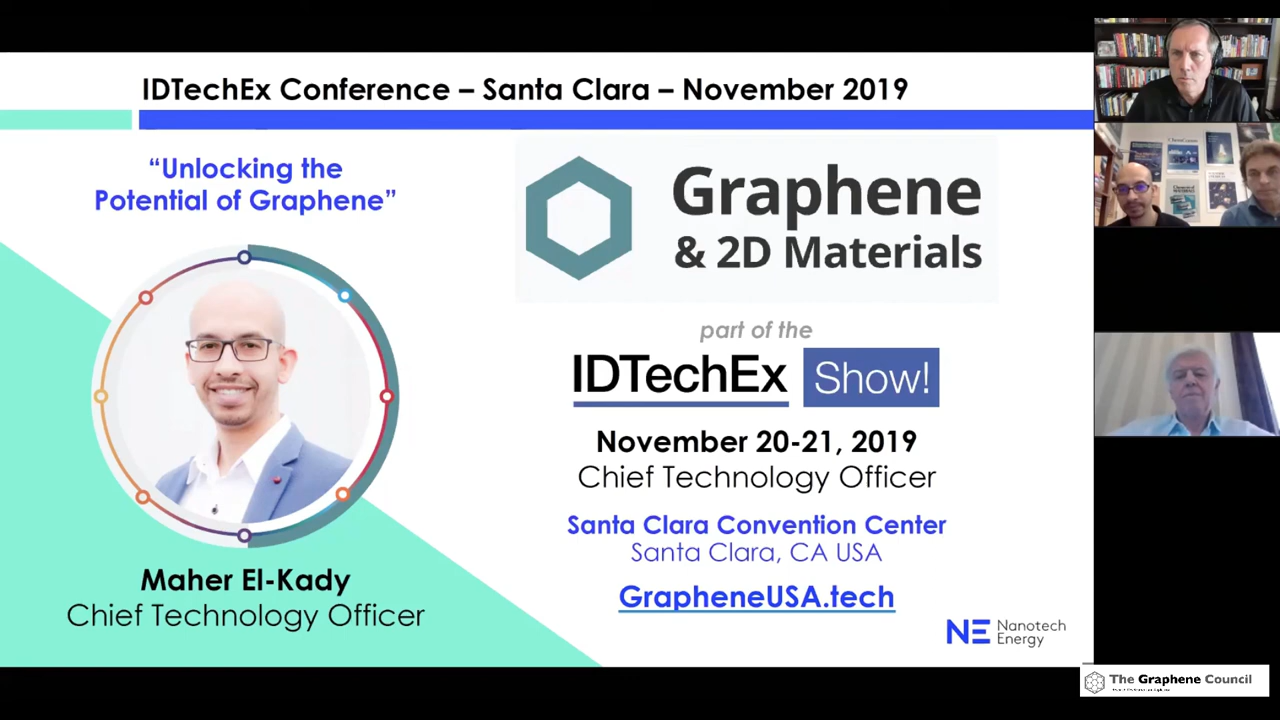 IDTechEx Conference – Santa Clara – November 2019
“Unlocking the
Potential of Graphene”
Maher El-Kady
Chief Technology Officer
Graphene
& 2D Materials
part of the
IDTechEx Show!
November 20-21, 2019
Chief Technology Officer
Santa Clara Convention Center
Santa Clara, CA USA
GrapheneUSA.tech
NE Nanotech
Energy
The Graphene Council